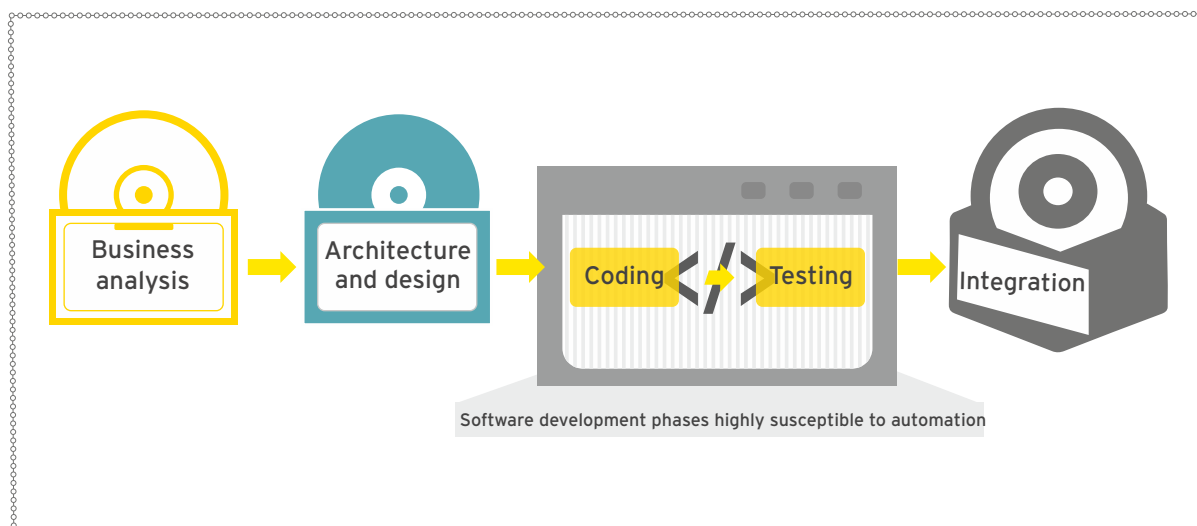 Business
analysis
Architecture
and design
Coding
Testing
Integration
Software development phases highly susceptible to automation